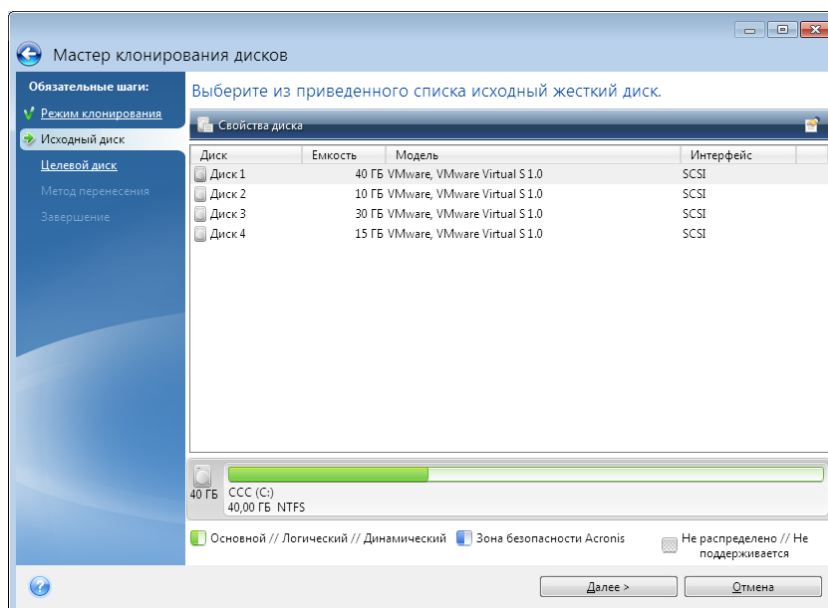 Мастер клонирования дисков
Обязательные шаги:
Режим клонирования
Исходный диск
Целевой диск
Метод перенесения
Завершение
Выберите из приведенного списка исходный жесткий диск.
Свойства диска
Диск Емкость Модель Интерфейс
Диск 1 40 ГБ VMware, VMware Virtual S 1.0 SCSI
Диск 2 10 ГБ VMware, VMware Virtual S 1.0 SCSI
Диск 3 30 ГБ VMware, VMware Virtual S 1.0 SCSI
Диск 4 15 ГБ VMware, VMware Virtual S 1.0 SCSI
40 ГБ
CCC (C:)
40,00 ГБ NTFS
Основной // Логический // Динамический
Зона безопасности Acronis
Не распределено // Не
поддерживается
Далее >
Отмена